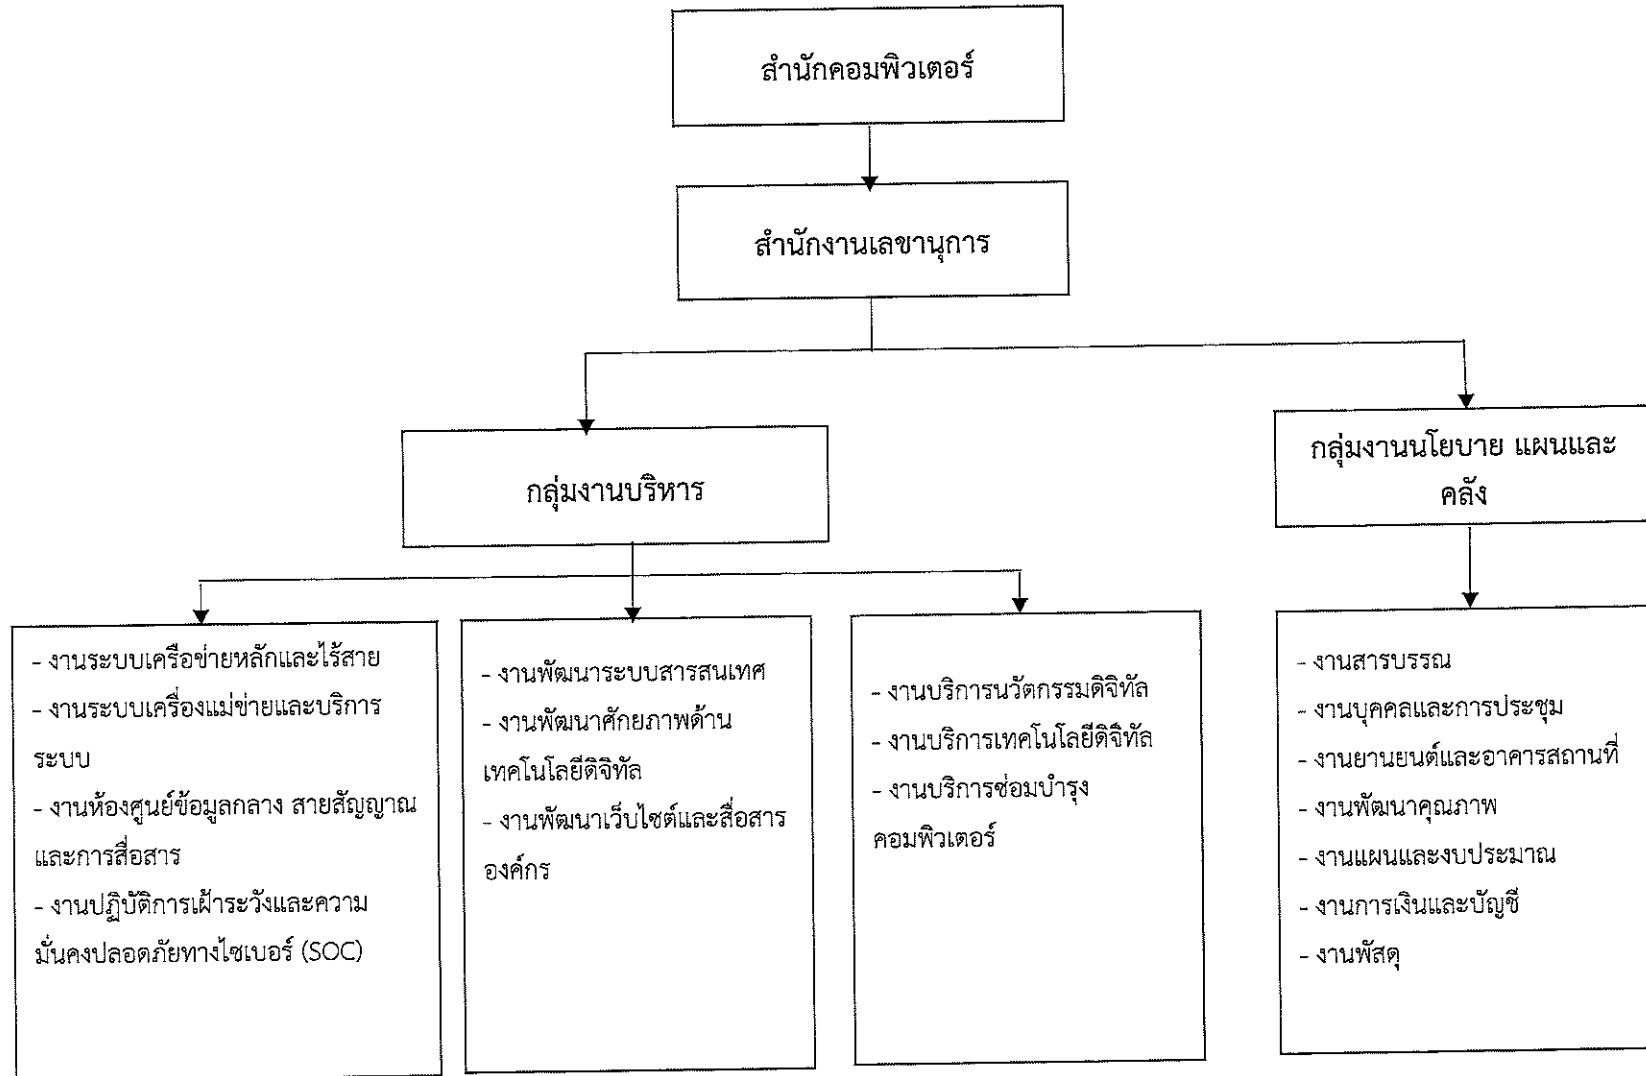 สำนักคอมพิวเตอร์
สำนักงานเลขานุการ
กลุ่มงานบริหาร
กลุ่มงานนโยบาย แผนและ
คลัง
- งานระบบเครือข่ายหลักและไร้สาย
- งานระบบเครื่องแม่ข่ายและบริการ
ระบบ
- งานห้องศูนย์ข้อมูลกลาง สายสัญญาณ
และการสื่อสาร
- งานปฏิบัติการเฝ้าระวังและความ
มั่นคงปลอดภัยทางไซเบอร์ (SOC)
- งานพัฒนาระบบสารสนเทศ
- งานพัฒนาศักยภาพด้าน
เทคโนโลยีดิจิทัล
- งานพัฒนาเว็บไซต์และสื่อสาร
องค์กร
- งานบริการนวัตกรรมดิจิทัล
- งานบริการเทคโนโลยีดิจิทัล
- งานบริการซ่อมบำรุง
คอมพิวเตอร์
- งานสารบรรณ
- งานบุคคลและการประชุม
- งานยานยนต์และอาคารสถานที่
- งานพัฒนาคุณภาพ
- งานแผนและงบประมาณ
- งานการเงินและบัญชี
- งานพัสดุ